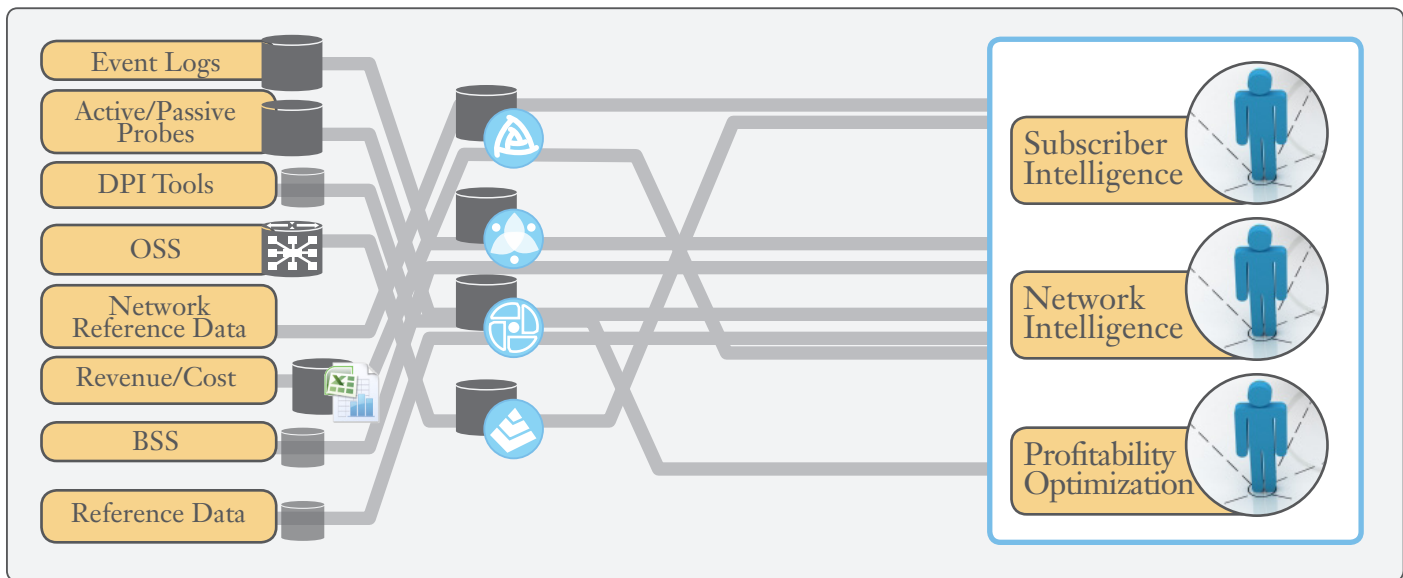 Event Logs
Active/Passive
Probes
DPI Tools
OSS
Network
Reference Data
Revenue/Cost
BSS
Reference Data
Subscriber
Intelligence
Network
Intelligence
Profitability
Optimization